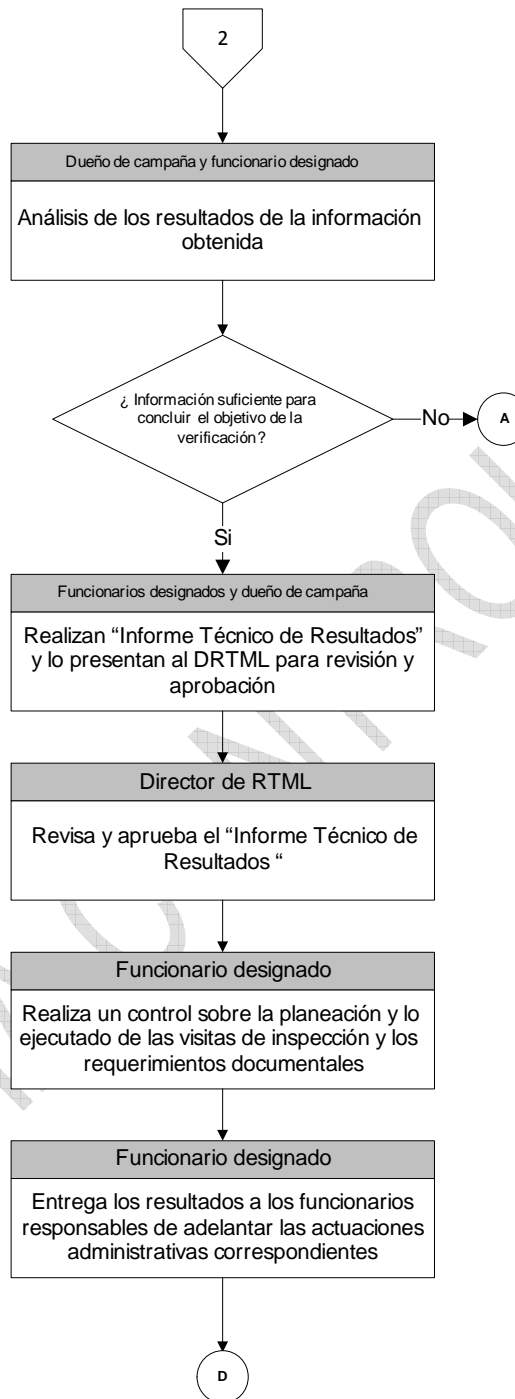 2
Dueño de campaña y funcionario designado
Análisis de los resultados de la información
obtenida
¿ Información suficiente para
concluir el objetivo de la
verificación?
No
A
Si
Funcionarios designados y dueño de campaña
Realizan “Informe Técnico de Resultados”
y lo presentan al DRTML para revisión y
aprobación
Director de RTML
Revisa y aprueba el “Informe Técnico de
Resultados “
Funcionario designado
Realiza un control sobre la planeación y lo
ejecutado de las visitas de inspección y los
requerimientos documentales
Funcionario designado
Entrega los resultados a los funcionarios
responsables de adelantar las actuaciones
administrativas correspondientes
D